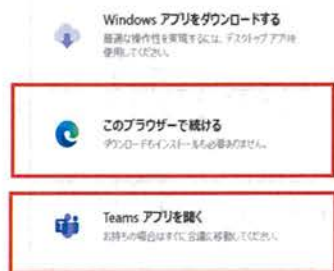 Windows アプリをダウンロードする
最適な操作性を実現するには、デスクトップ アプリを
使用してください。
このブラウザーで続ける
ダウンロードもインストールも必要ありません。
Teams アプリを開く
お持ちの場合はすぐに会議に移動してください。